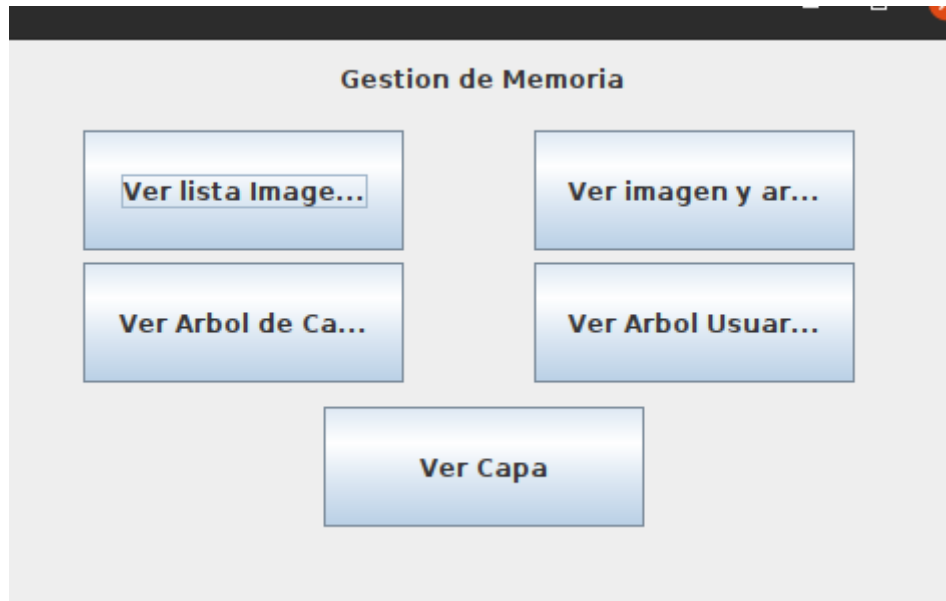 Gestion de Memoria
Ver lista Image...
Ver imagen y ar...
Ver Arbol de Ca...
Ver Arbol Usuar...
Ver Capa